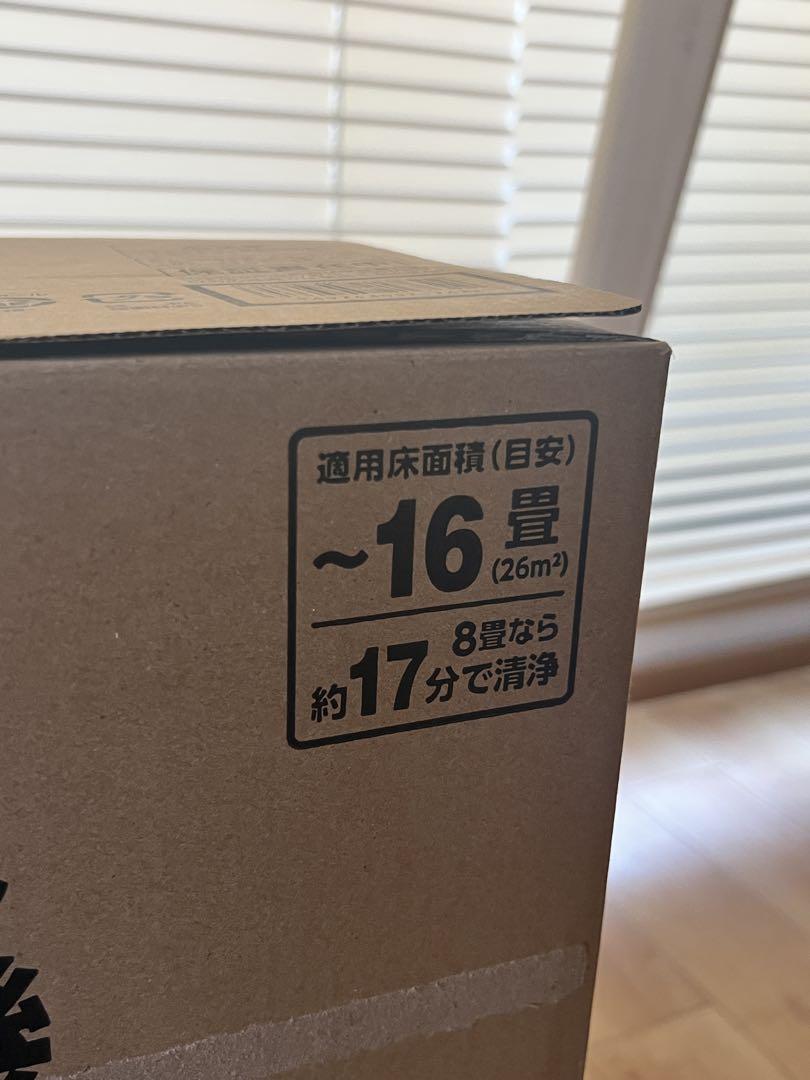 適用床面積(目安)
～16畳
(26m²)
8畳なら
約17分で清浄